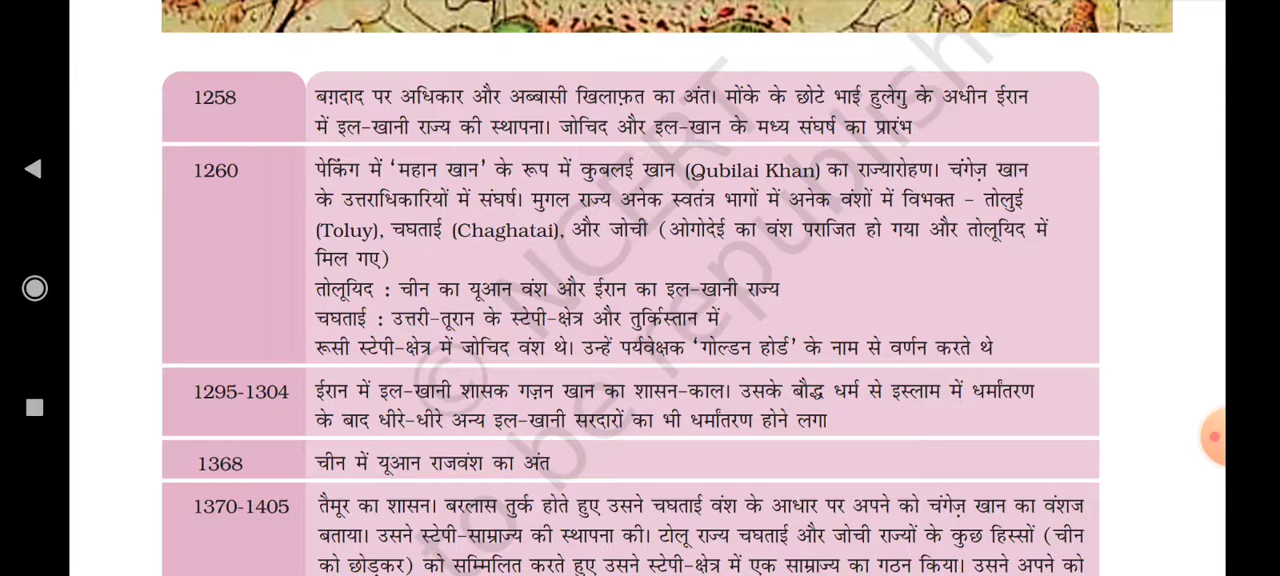 1258
बग़दाद पर अधिकार और अब्बासी खिलाफ़त का अंत। मोंके के छोटे भाई हुलेगु के अधीन ईरान
में इल-खानी राज्य की स्थापना। जोचिद और इल-खान के मध्य संघर्ष का प्रारंभ
1260
पेकिंग में ‘महान खान’ के रूप में कुबलई खान (Qubilai Khan) का राज्यारोहण। चंगेज़ खान
के उत्तराधिकारियों में संघर्ष। मुगल राज्य अनेक स्वतंत्र भागों में अनेक वंशों में विभक्त – तोलुई
(Toluy), चघताई (Chaghatai), और जोची (ओगोदेई का वंश पराजित हो गया और तोलूयिद में
मिल गए)
तोलूयिद : चीन का यूआन वंश और ईरान का इल-खानी राज्य
चघताई : उत्तरी-तूरान के स्टेपी-क्षेत्र और तुर्किस्तान में
रूसी स्टेपी-क्षेत्र में जोचिद वंश थे। उन्हें पर्यवेक्षक ‘गोल्डन होर्ड’ के नाम से वर्णन करते थे
1295-1304
ईरान में इल-खानी शासक गज़न खान का शासन-काल। उसके बौद्ध धर्म से इस्लाम में धर्मांतरण
के बाद धीरे-धीरे अन्य इल-खानी सरदारों का भी धर्मांतरण होने लगा
1368
चीन में यूआन राजवंश का अंत
1370-1405
तैमूर का शासन। बरलास तुर्क होते हुए उसने चघताई वंश के आधार पर अपने को चंगेज़ खान का वंशज
बताया। उसने स्टेपी-साम्राज्य की स्थापना की। टोलू राज्य चघताई और जोची राज्यों के कुछ हिस्सों (चीन
को छोड़कर) को सम्मिलित करते हुए उसने स्टेपी-क्षेत्र में एक साम्राज्य का गठन किया। उसने अपने को
© NCERT
to be republishe